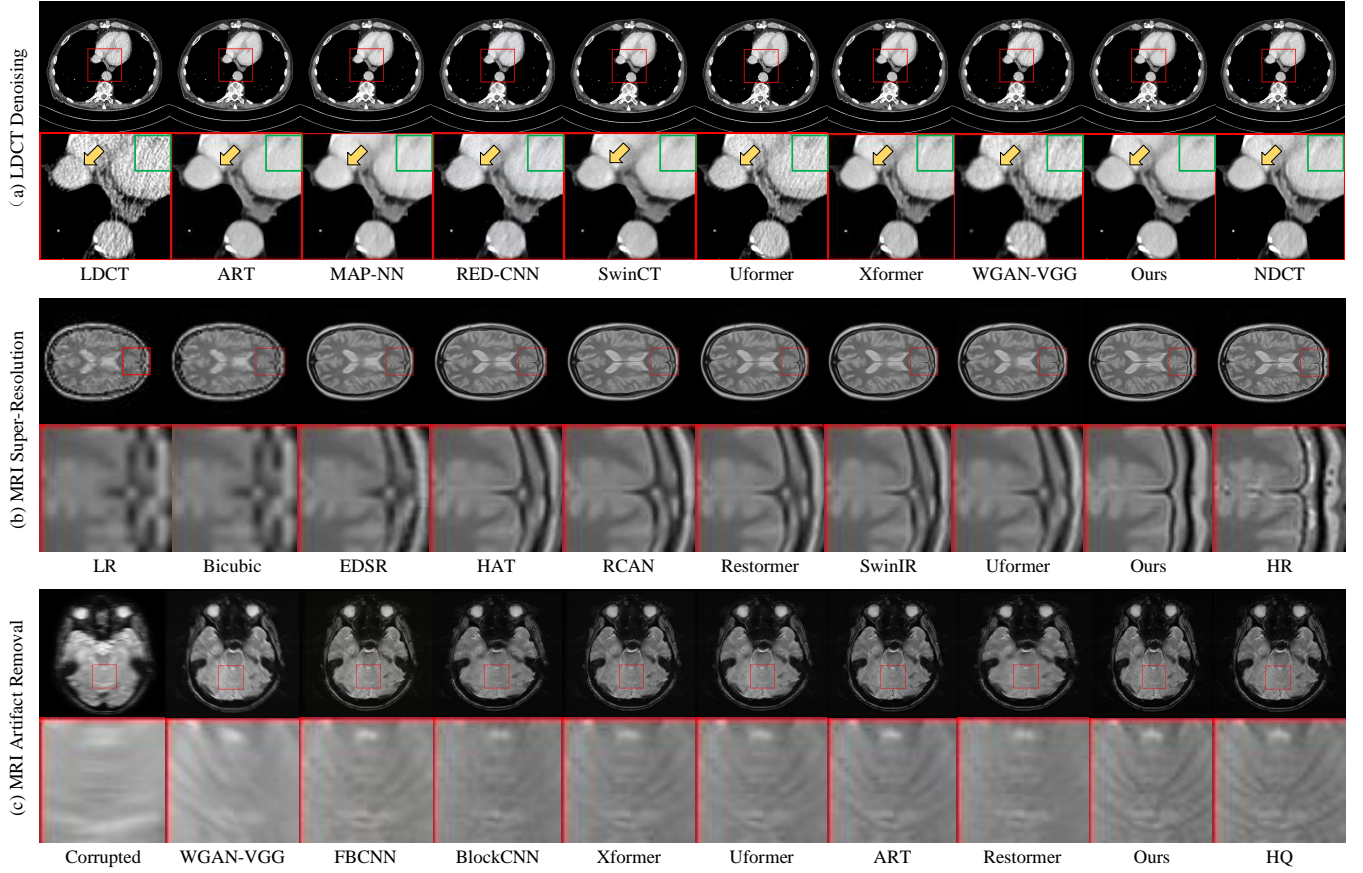 (a) LDCT Denoising
LDCT ART MAP-NN RED-CNN SwinCT Uformer Xformer WGAN-VGG Ours NDCT
(b) MRI Super-Resolution
LR Bicubic EDSR HAT RCAN Restormer SwinIR Uformer Ours HR
(c) MRI Artifact Removal
Corrupted WGAN-VGG FBCNN BlockCNN Xformer Uformer ART Restormer Ours HQ